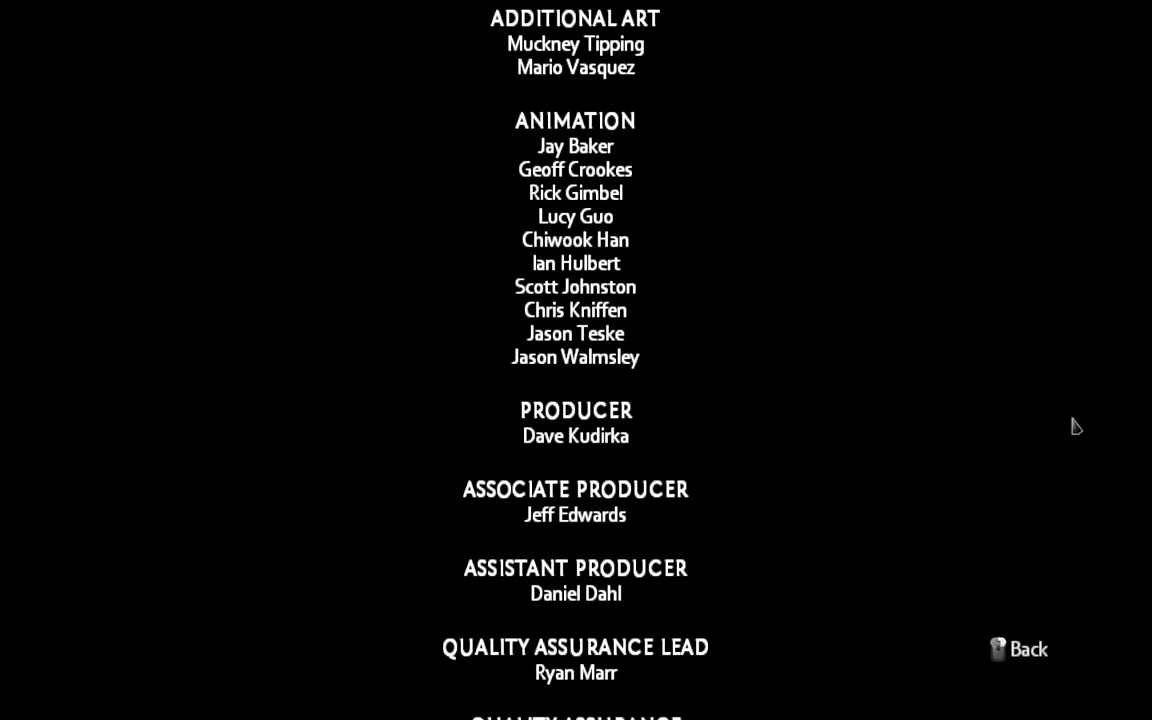 ADDITIONAL ART
Muckney Tipping
Mario Vasquez
ANIMATION
Jay Baker
Geoff Crookes
Rick Gimbel
Lucy Guo
Chiwook Han
Ian Hulbert
Scott Johnston
Chris Kniffen
Jason Teske
Jason Walmsley
PRODUCER
Dave Kudirka
ASSOCIATE PRODUCER
Jeff Edwards
ASSISTANT PRODUCER
Daniel Dahl
QUALITY ASSURANCE LEAD
Ryan Marr
Back
QUALITY ASSURANCE